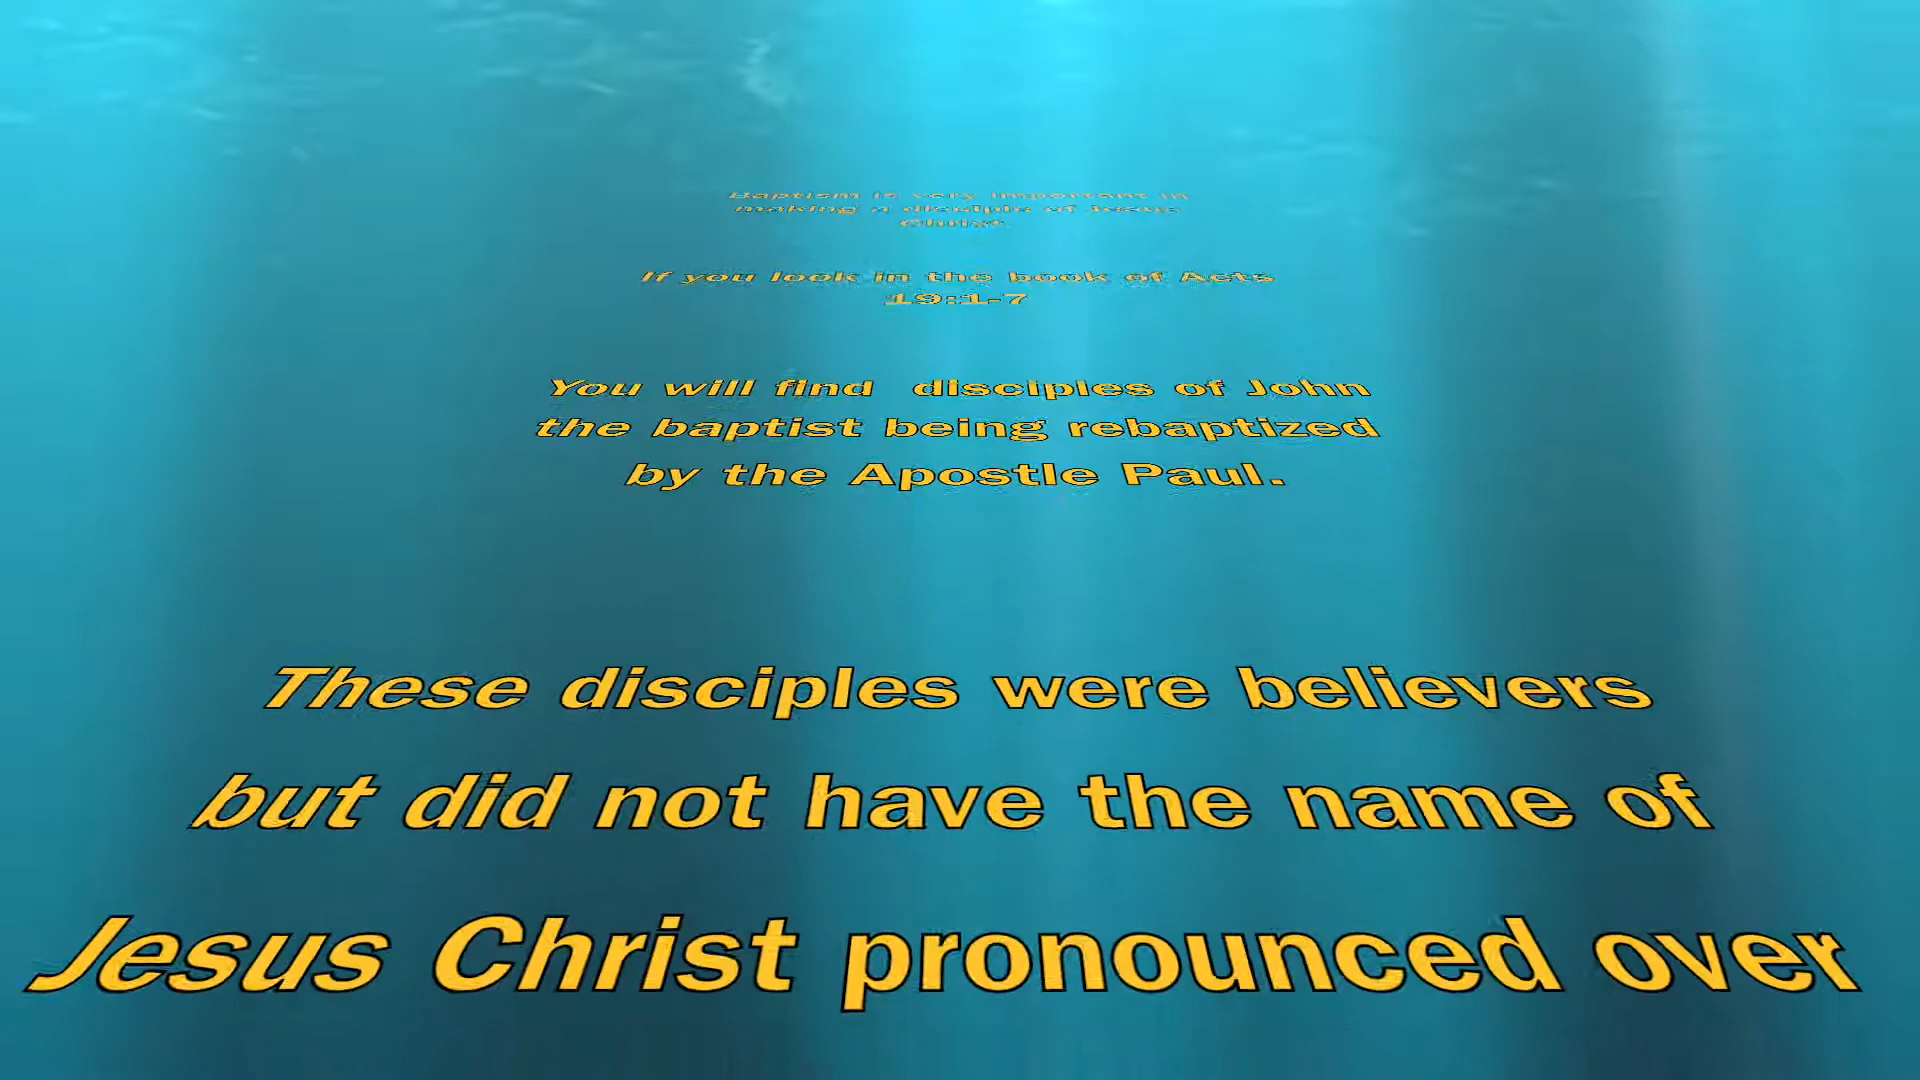 Baptism is very important in
making a disciple of Jesus
Christ.
If you look in the book of Acts
19:1-7
You will find disciples of John
the baptist being rebaptized
by the Apostle Paul.
These disciples were believers
but did not have the name of
Jesus Christ pronounced over